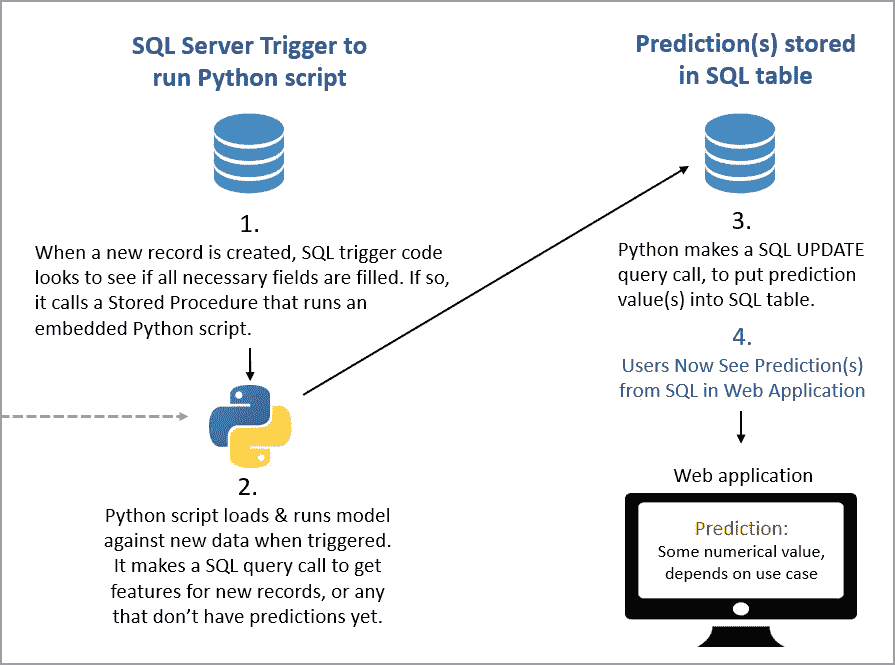 SQL Server Trigger to
run Python script
1.
When a new record is created, SQL trigger code
looks to see if all necessary fields are filled. If so,
it calls a Stored Procedure that runs an
embedded Python script.
2.
Python script loads & runs model
against new data when triggered.
It makes a SQL query call to get
features for new records, or any
that don’t have predictions yet.
Prediction(s) stored
in SQL table
3.
Python makes a SQL UPDATE
query call, to put prediction
value(s) into SQL table.
4.
Users Now See Prediction(s)
from SQL in Web Application
Web application
Prediction:
Some numerical value,
depends on use case